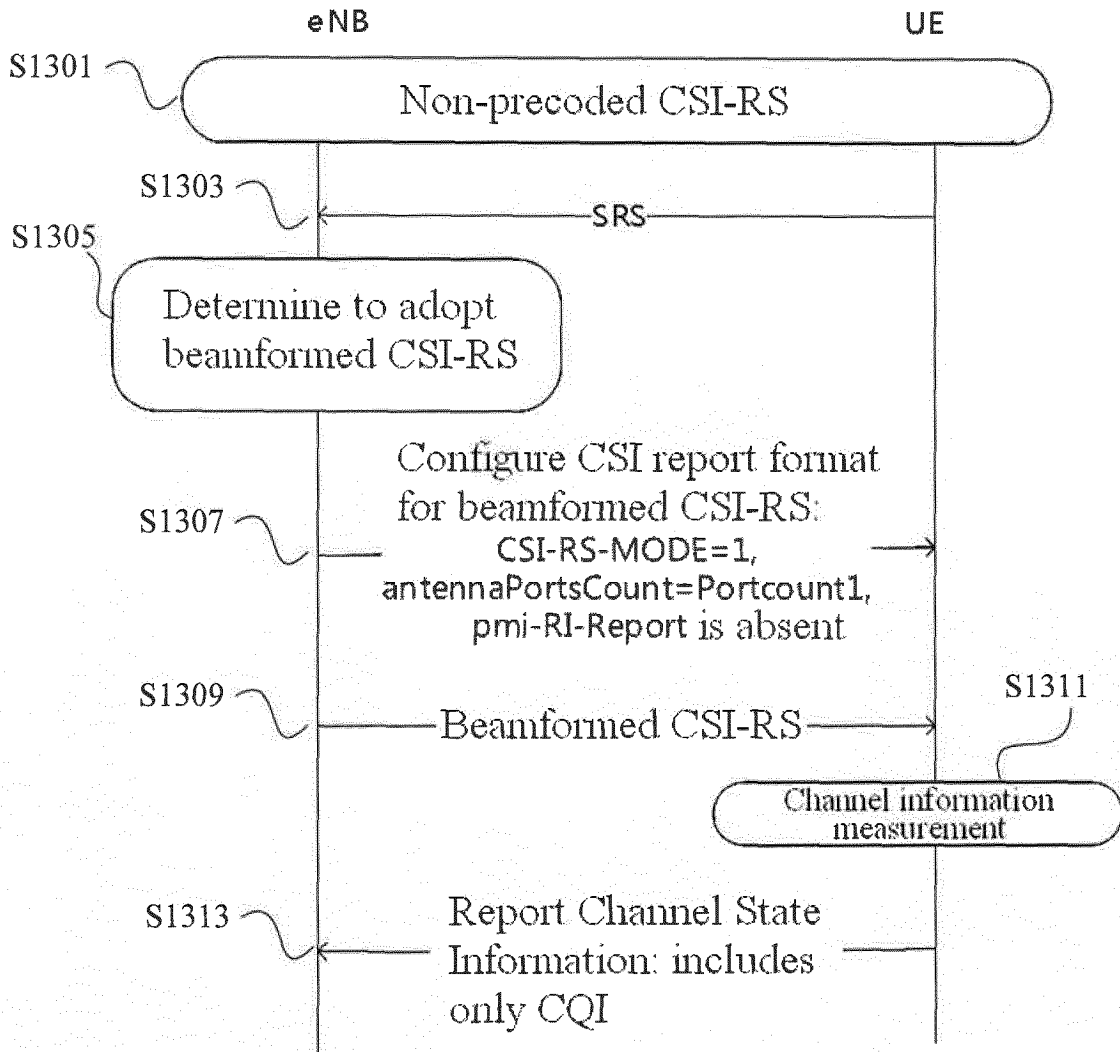 eNB
UE
S1301
Non-precoded CSI-RS
S1303
SRS
S1305
Determine to adopt
beamformed CSI-RS
Configure CSI report format
for beamformed CSI-RS:
S1307
CSI-RS-MODE=1,
antennaPortsCount=Portcount1,
pmi-RI-Report is absent
S1309
Beamformed CSI-RS
S1311
Channel information
measurement
S1313
Report Channel State
Information: includes
only CQI